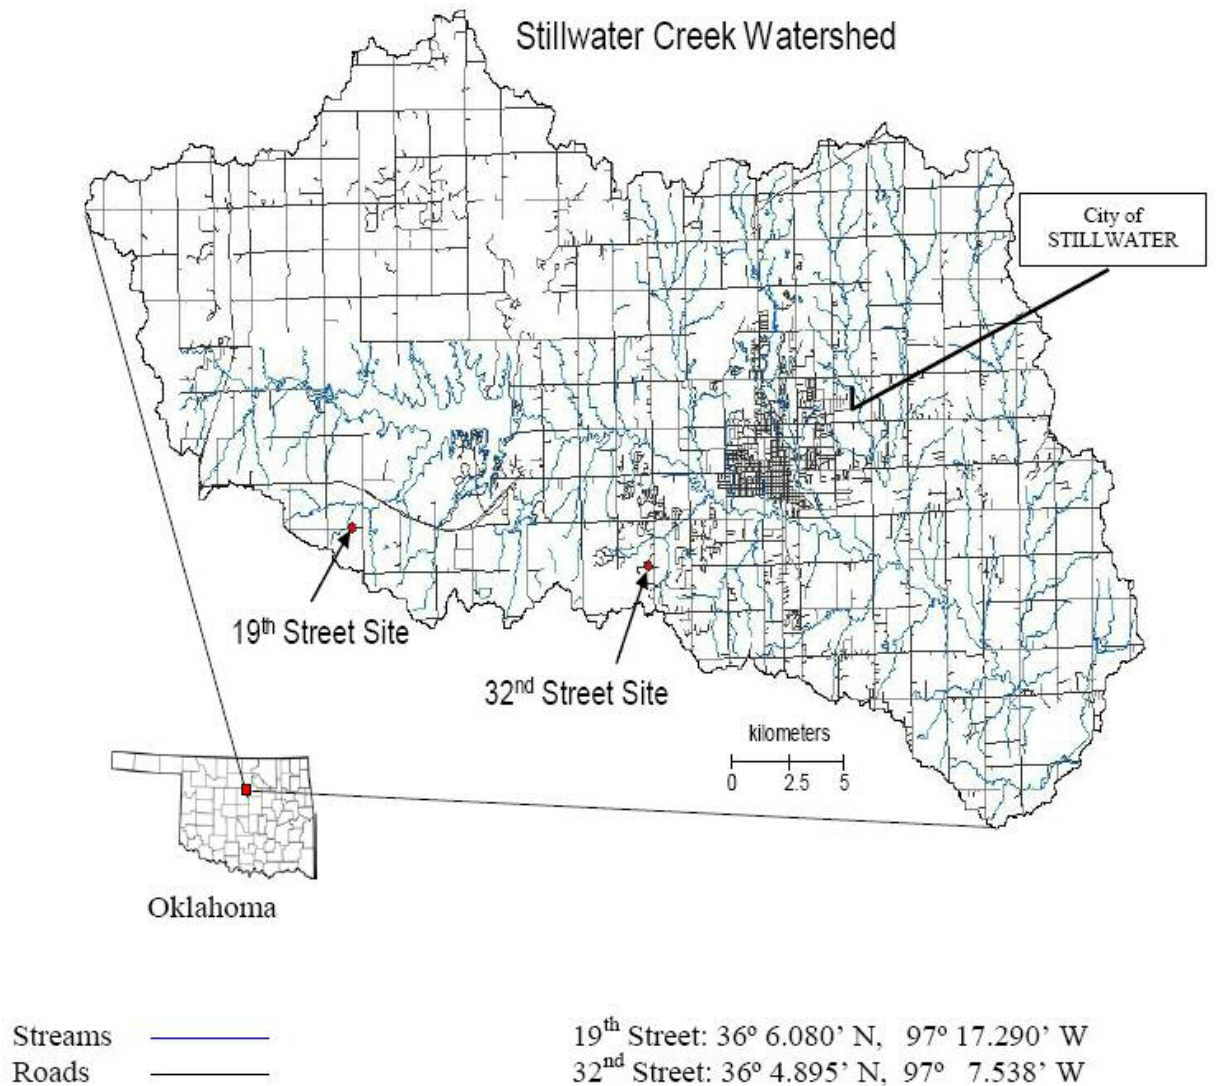 Stillwater Creek Watershed
City of
STILLWATER
19th Street Site
32nd Street Site
kilometers
0 2.5 5
Oklahoma
Streams
Roads
19th Street: 36º 6.080’ N, 97º 17.290’ W
32nd Street: 36º 4.895’ N, 97º 7.538’ W